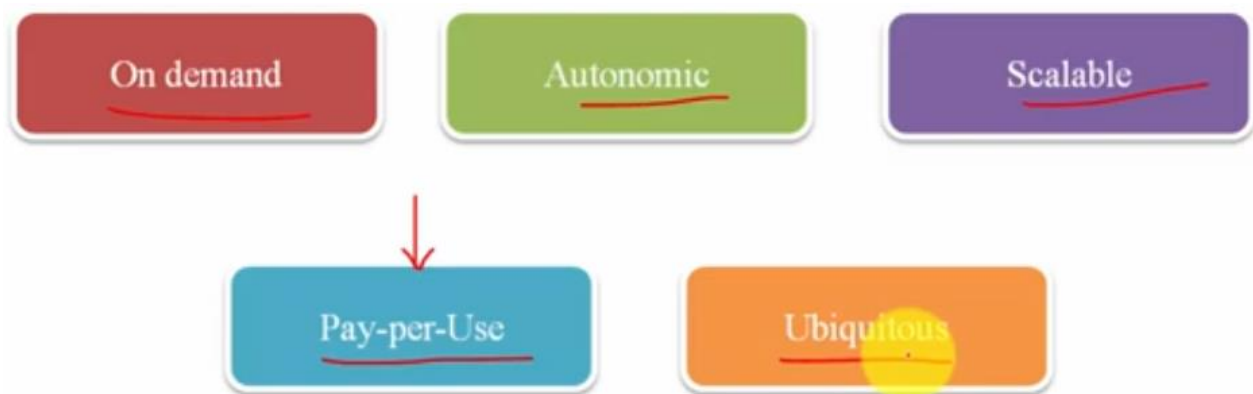 On demand
Autonomic
Scalable
Pay-per-Use
Ubiquitous